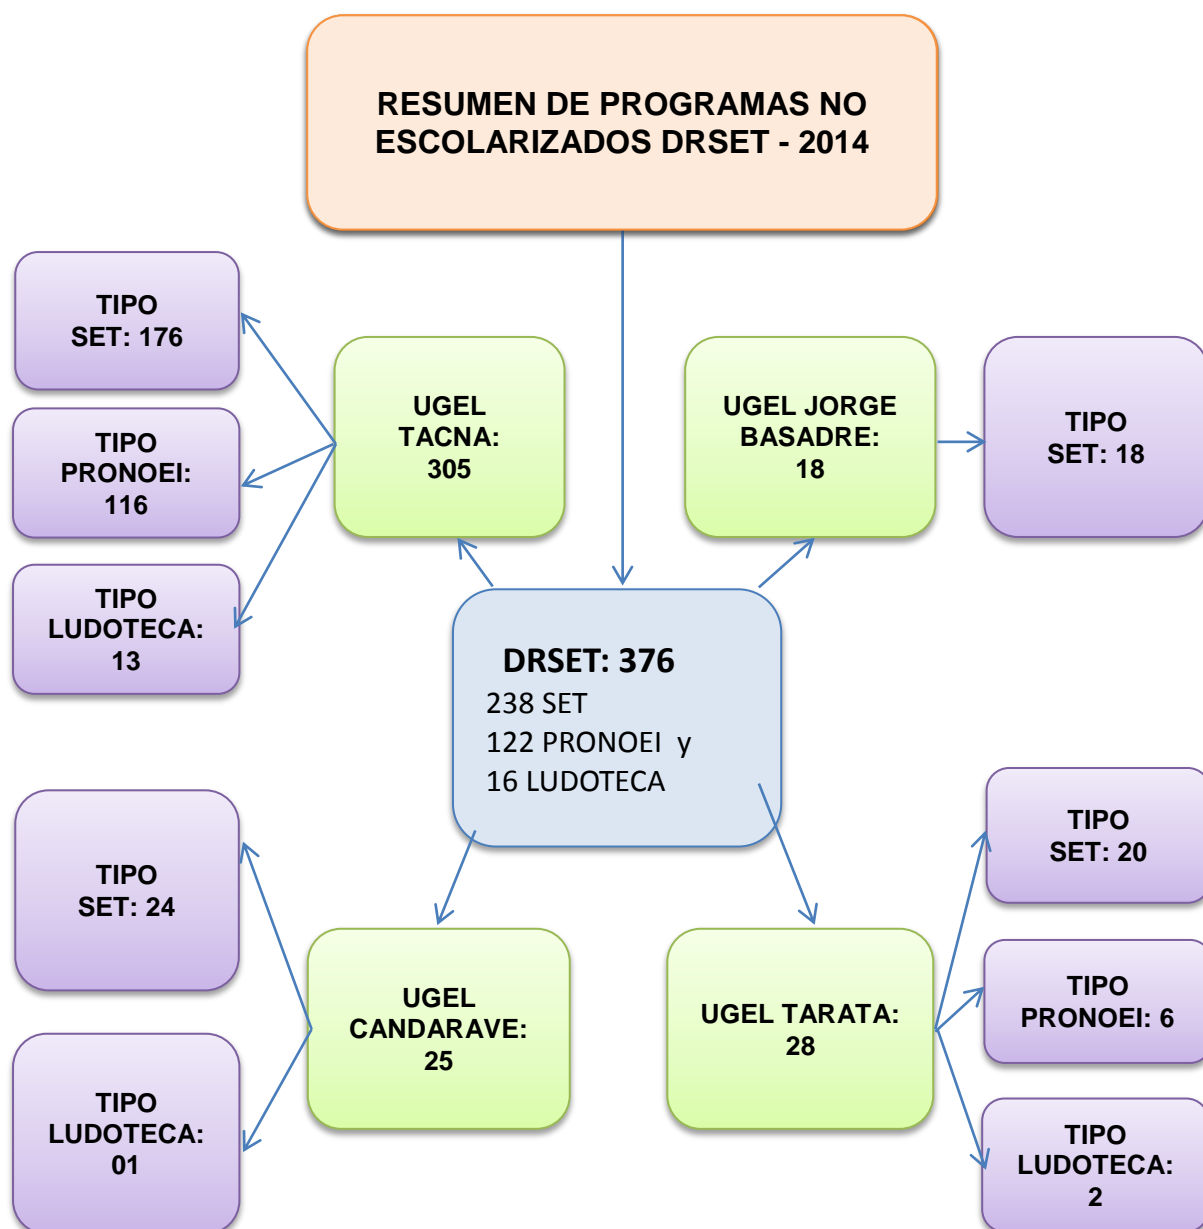 RESUMEN DE PROGRAMAS NO
ESCOLARIZADOS DRSET - 2014
TIPO
SET: 176
TIPO
PRONOEI:
116
TIPO
LUDOTECA:
13
UGEL
TACNA:
305
UGEL JORGE
BASADRE:
18
TIPO
SET: 18
DRSET: 376
238 SET
122 PRONOEI y
16 LUDOTECA
TIPO
SET: 24
TIPO
LUDOTECA:
01
UGEL
CANDARAVE:
25
UGEL TARATA:
28
TIPO
SET: 20
TIPO
PRONOEI: 6
TIPO
LUDOTECA:
2